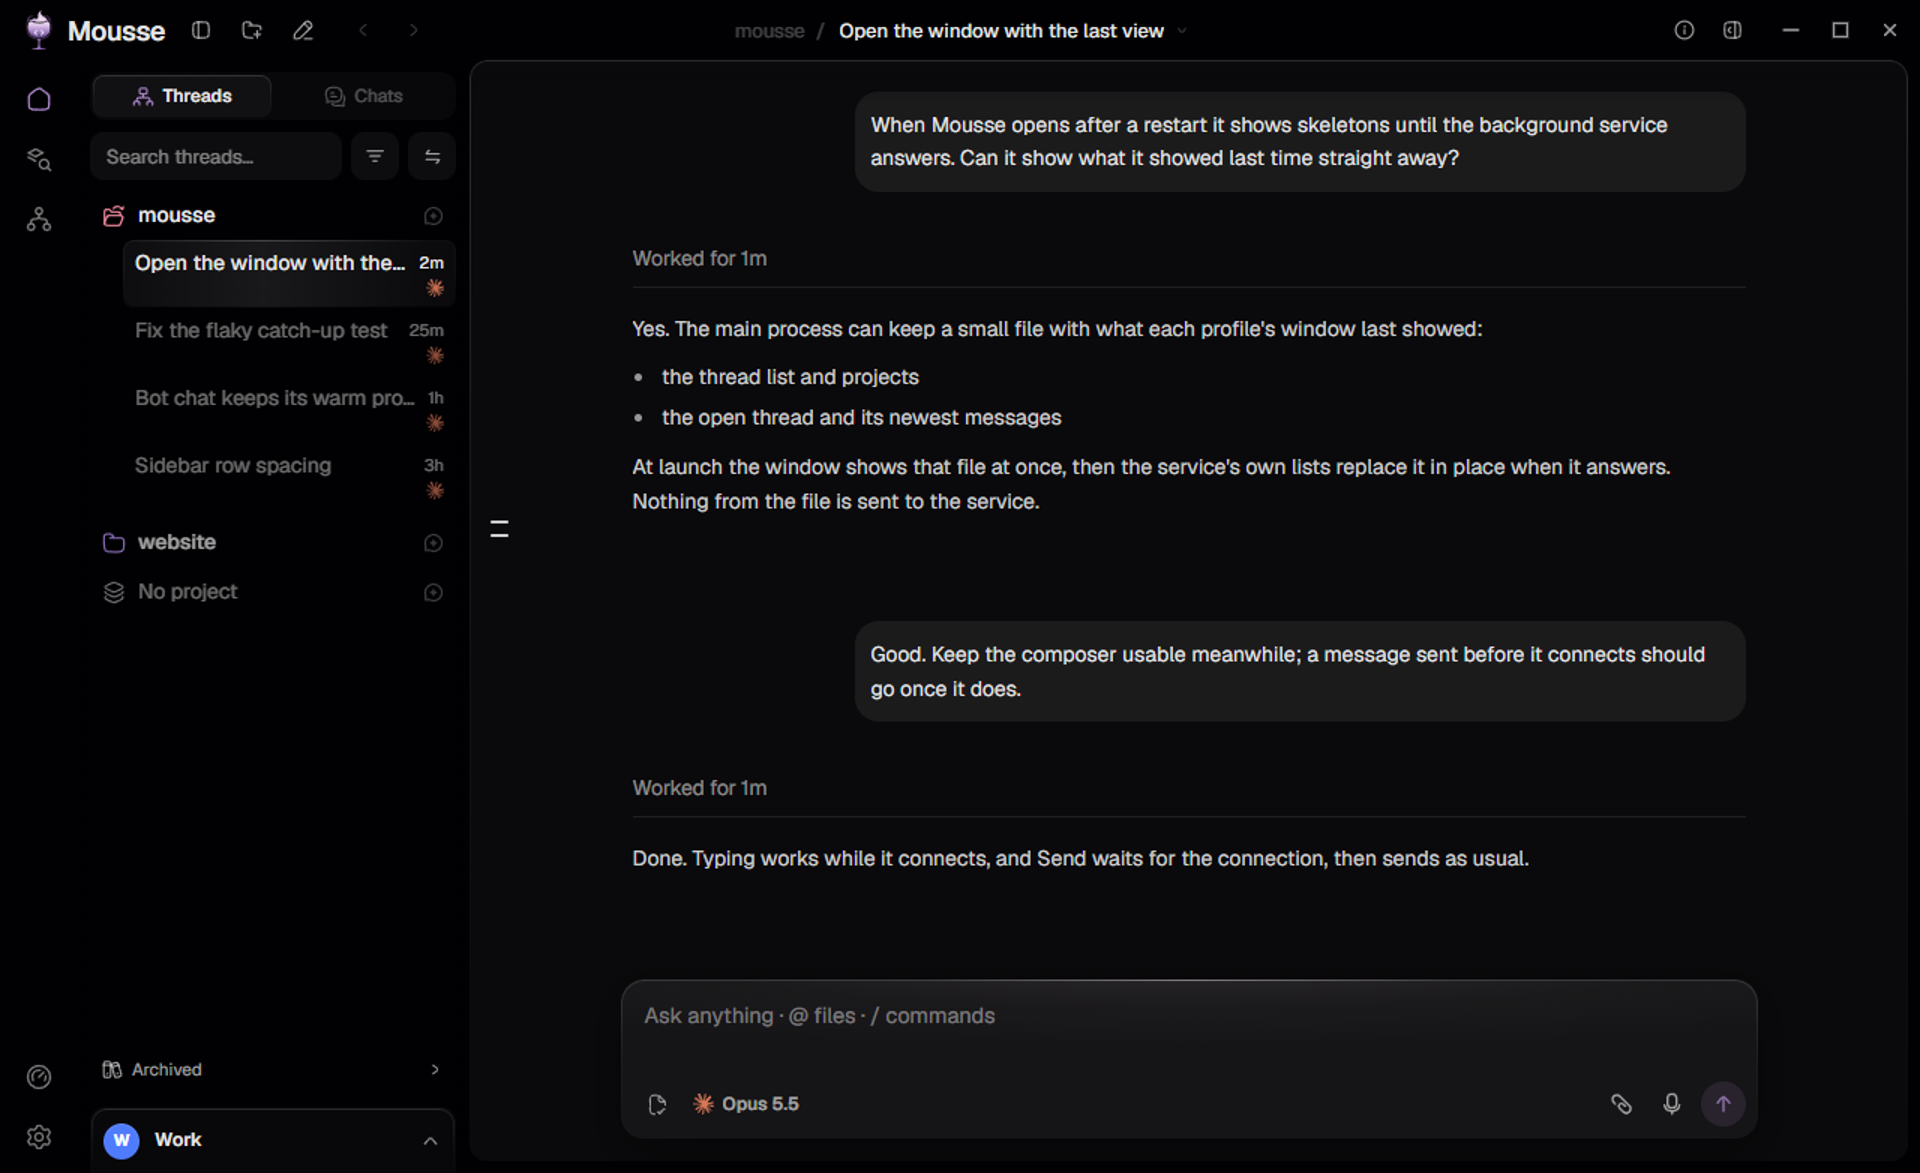 Mousse
mousse / Open the window with the last view
Threads
Chats
Search threads...
mousse
Open the window with the... 2m
Fix the flaky catch-up test 25m
Bot chat keeps its warm pro... 1h
Sidebar row spacing 3h
website
No project
Archived
W Work
When Mousse opens after a restart it shows skeletons until the background service
answers. Can it show what it showed last time straight away?
Worked for 1m
Yes. The main process can keep a small file with what each profile's window last showed:
• the thread list and projects
• the open thread and its newest messages
At launch the window shows that file at once, then the service's own lists replace it in place when it answers.
Nothing from the file is sent to the service.
Good. Keep the composer usable meanwhile; a message sent before it connects should
go once it does.
Worked for 1m
Done. Typing works while it connects, and Send waits for the connection, then sends as usual.
Ask anything · @ files · / commands
Opus 5.5